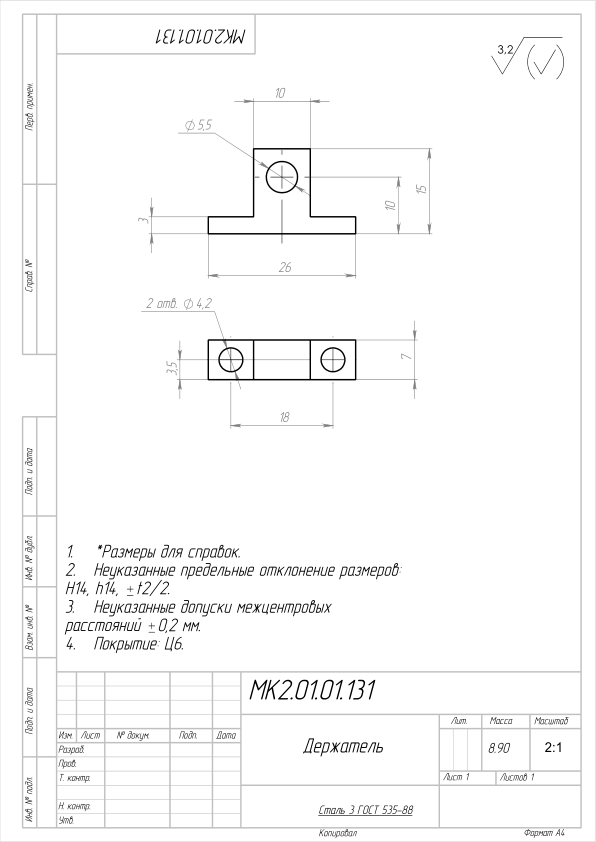 МК2.01.01.131
Перв. примен.
Справ. №
Подп. и дата
Инв. № дубл.
Взам. инв. №
Подп. и дата
Инв. № подл.
3,2
10
⌀5,5
3
10
15
26
2 отв. ⌀4,2
3,5
7
18
1. *Размеры для справок.
2. Неуказанные предельные отклонение размеров:
H14, h14, ±t2/2.
3. Неуказанные допуски межцентровых
расстояний ±0,2 мм.
4. Покрытие: Ц6.
МК2.01.01.131
Изм. Лист № докум. Подп. Дата
Разраб.
Пров.
Т. контр.
Н. контр.
Утв.
Держатель
Лит. Масса Масштаб
8.90 2:1
Лист 1 Листов 1
Сталь 3 ГОСТ 535-88
Копировал Формат А4